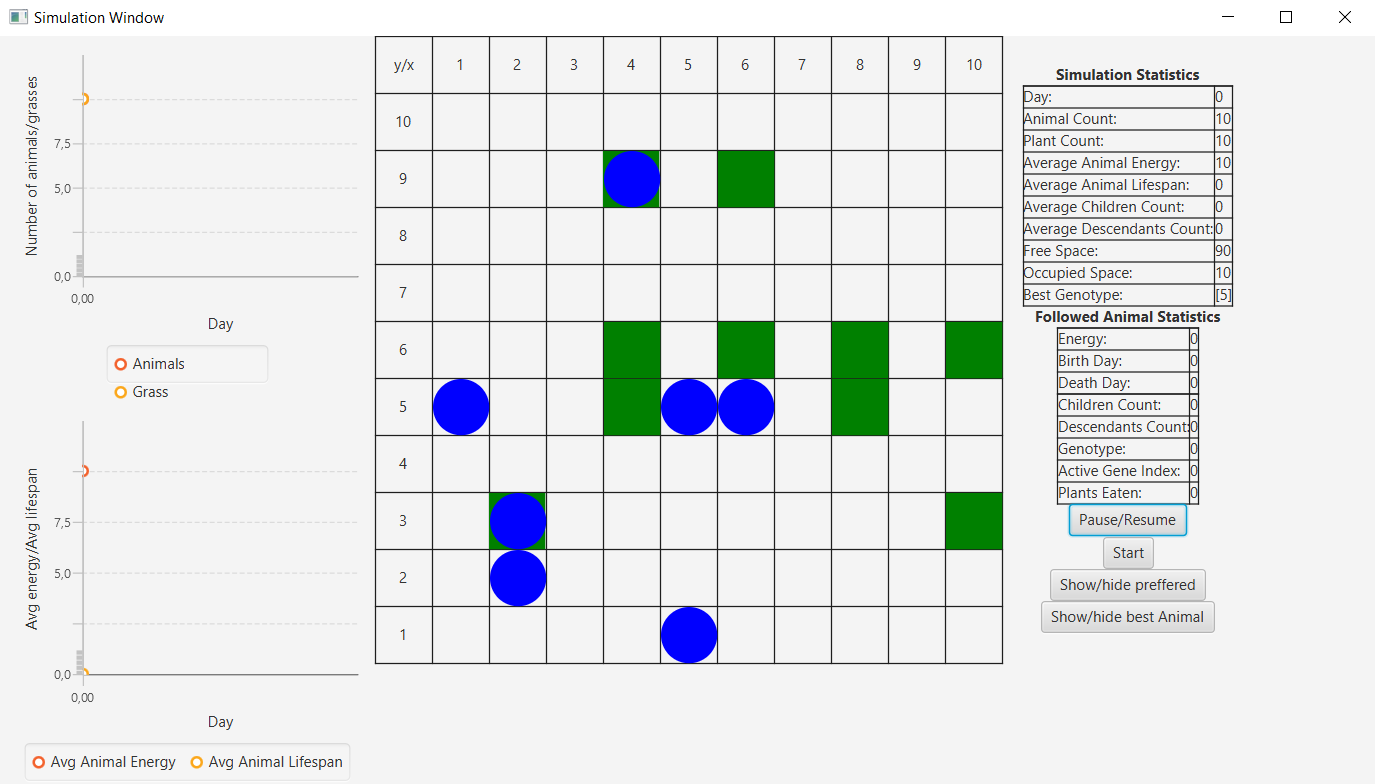 Simulation Window
Number of animals/grasses
7,5
5,0
0,0
0,00
Day
Animals
Grass
Avg energy/Avg lifespan
7,5
5,0
0,0
0,00
Day
Avg Animal Energy Avg Animal Lifespan
y/x 1 2 3 4 5 6 7 8 9 10
10
9
8
7
6
5
4
3
2
1
Simulation Statistics
Day: 0
Animal Count: 10
Plant Count: 10
Average Animal Energy: 10
Average Animal Lifespan: 0
Average Children Count: 0
Average Descendants Count: 0
Free Space: 90
Occupied Space: 10
Best Genotype: [5]
Followed Animal Statistics
Energy: 0
Birth Day: 0
Death Day: 0
Children Count: 0
Descendants Count: 0
Genotype: 0
Active Gene Index: 0
Plants Eaten: 0
Pause/Resume
Start
Show/hide preffered
Show/hide best Animal